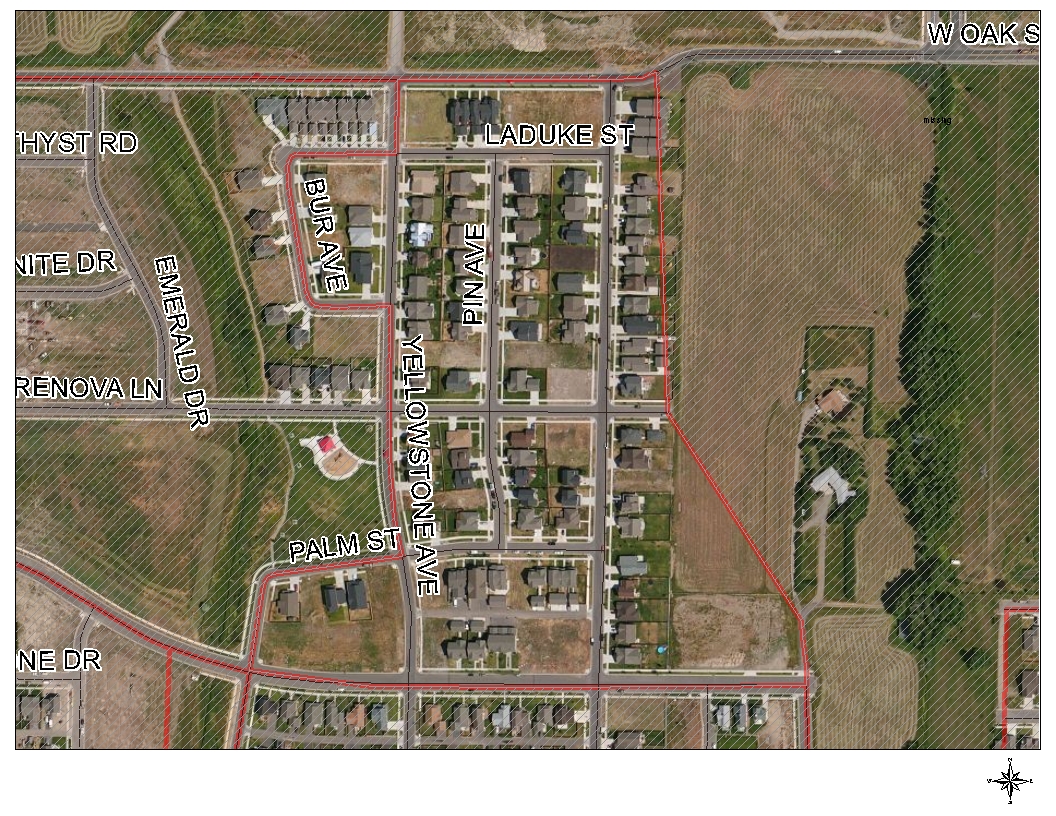 W OAK S
THYST RD
LADUKE ST
missing
BUR AVE
PIN AVE
NITE DR
EMERALD DR
YELLOWSTONE AVE
RENOVA LN
PALM ST
NE DR